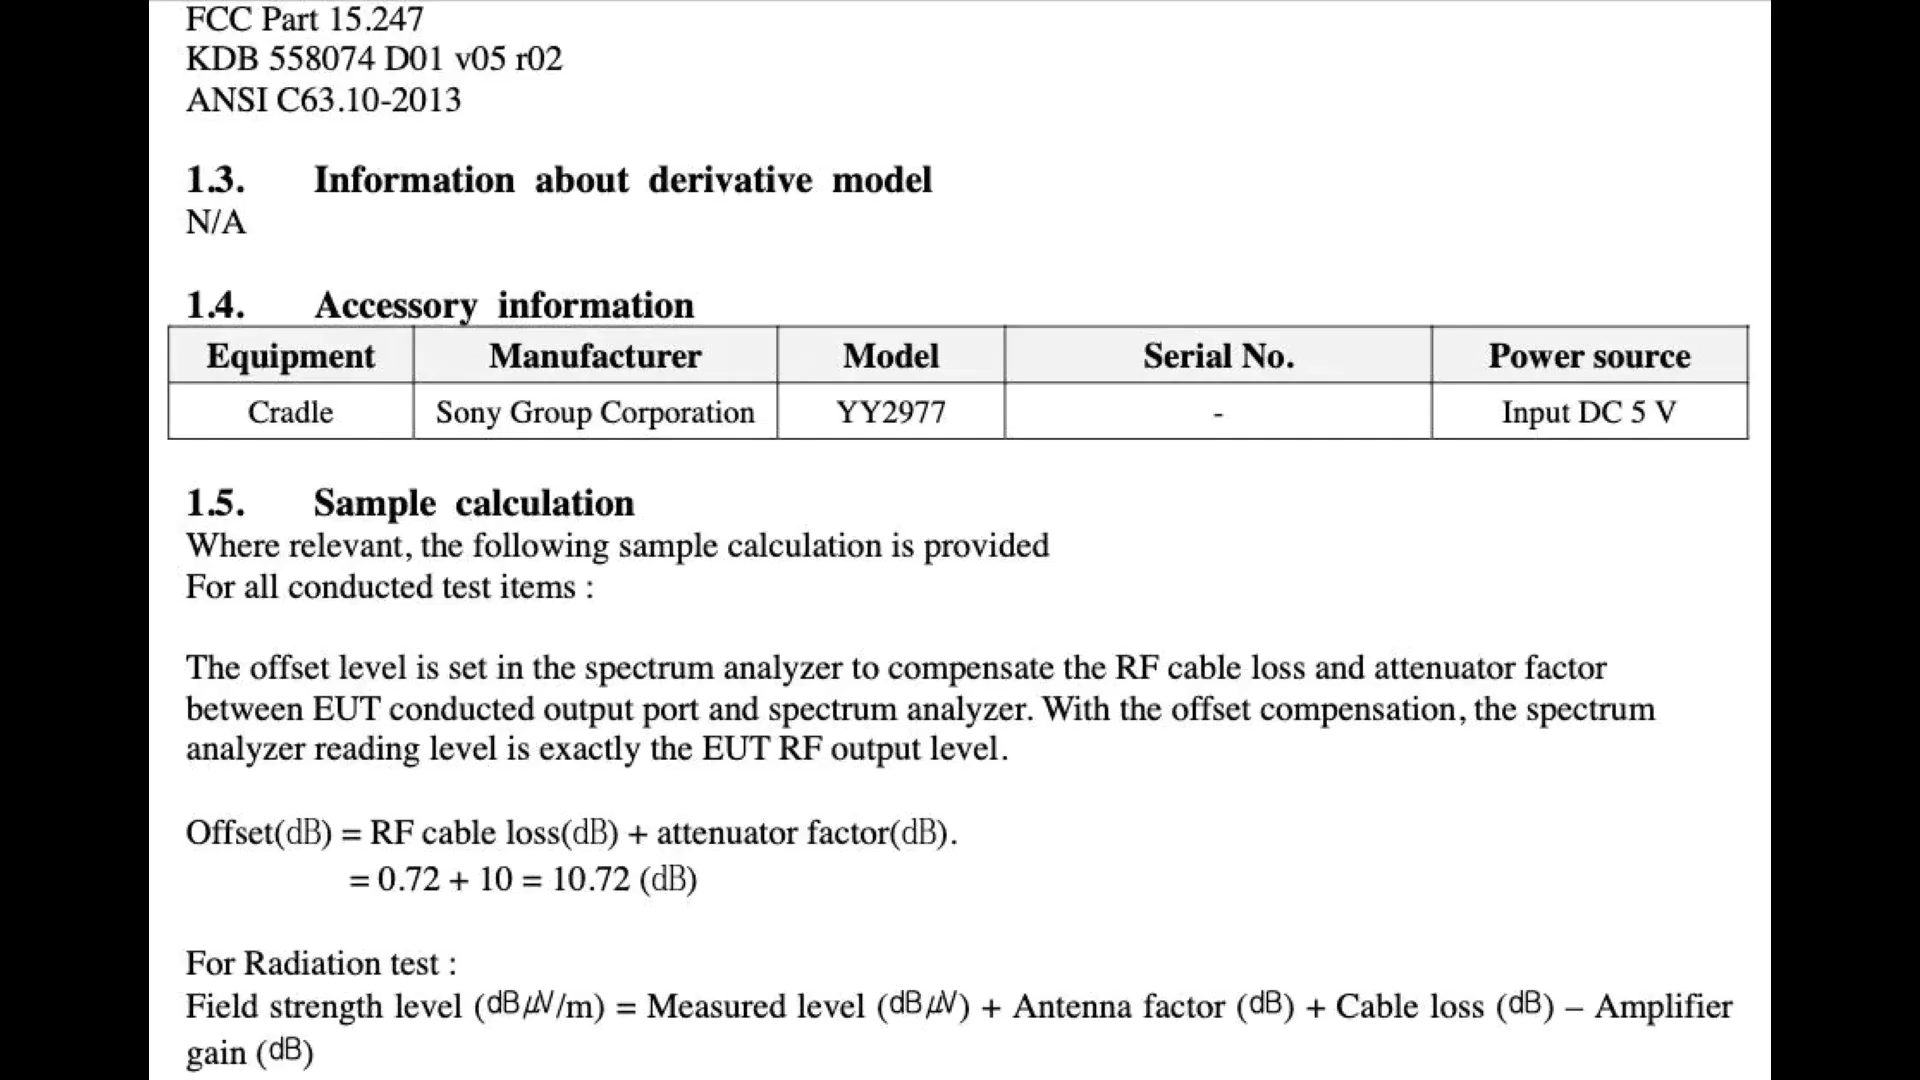 FCC Part 15.247
KDB 558074 D01 v05 r02
ANSI C63.10-2013
1.3. Information about derivative model
N/A
1.4. Accessory information
Equipment Manufacturer Model Serial No. Power source
Cradle Sony Group Corporation YY2977 - Input DC 5 V
1.5. Sample calculation
Where relevant, the following sample calculation is provided
For all conducted test items :
The offset level is set in the spectrum analyzer to compensate the RF cable loss and attenuator factor
between EUT conducted output port and spectrum analyzer. With the offset compensation, the spectrum
analyzer reading level is exactly the EUT RF output level.
Offset(dB) = RF cable loss(dB) + attenuator factor(dB).
= 0.72 + 10 = 10.72 (dB)
For Radiation test :
Field strength level (dBμV/m) = Measured level (dBμV) + Antenna factor (dB) + Cable loss (dB) – Amplifier
gain (dB)